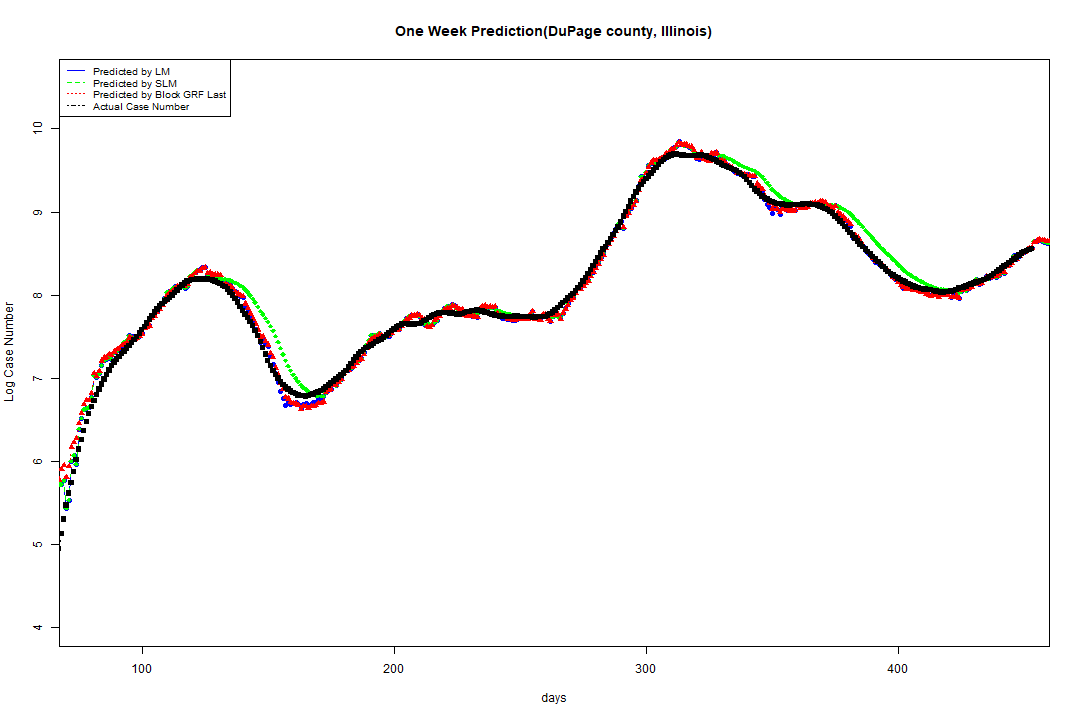 One Week Prediction(DuPage county, Illinois)
Predicted by LM
Predicted by SLM
Predicted by Block GRF Last
Actual Case Number
Log Case Number
10
9
8
7
6
5
4
100 200 300 400
days